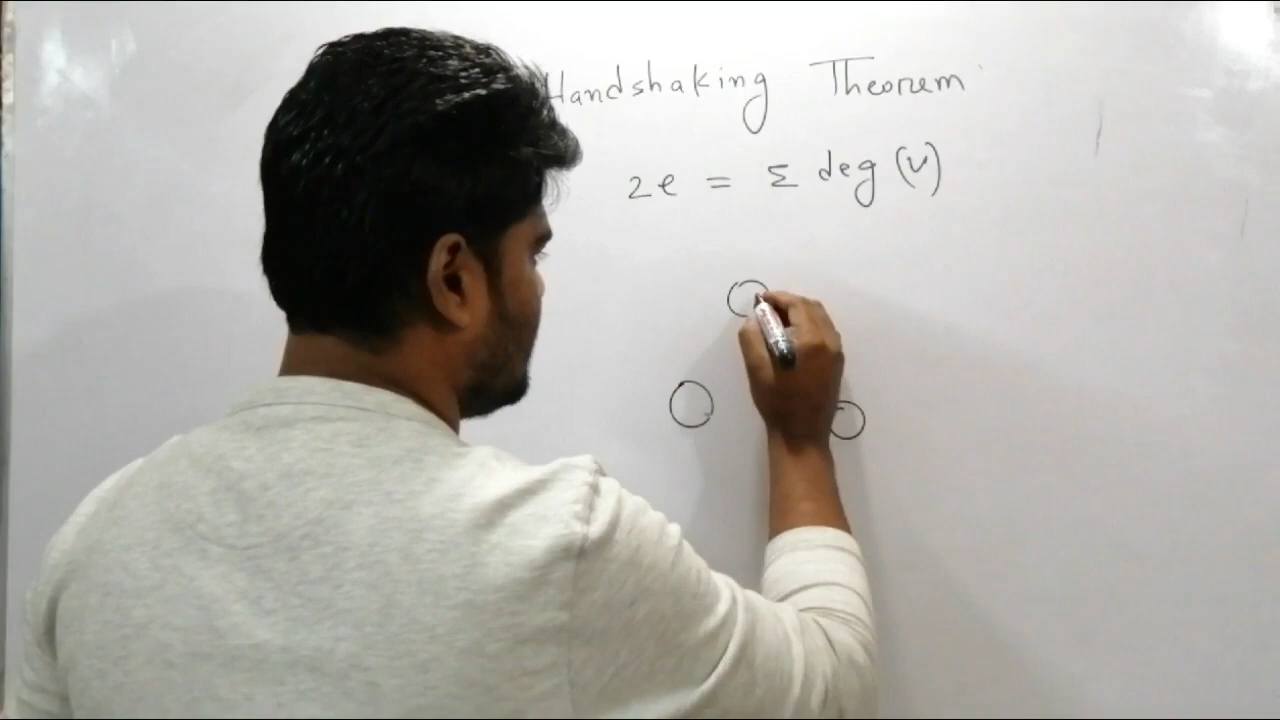 Handshaking Theorem
2e = Σ deg (v)